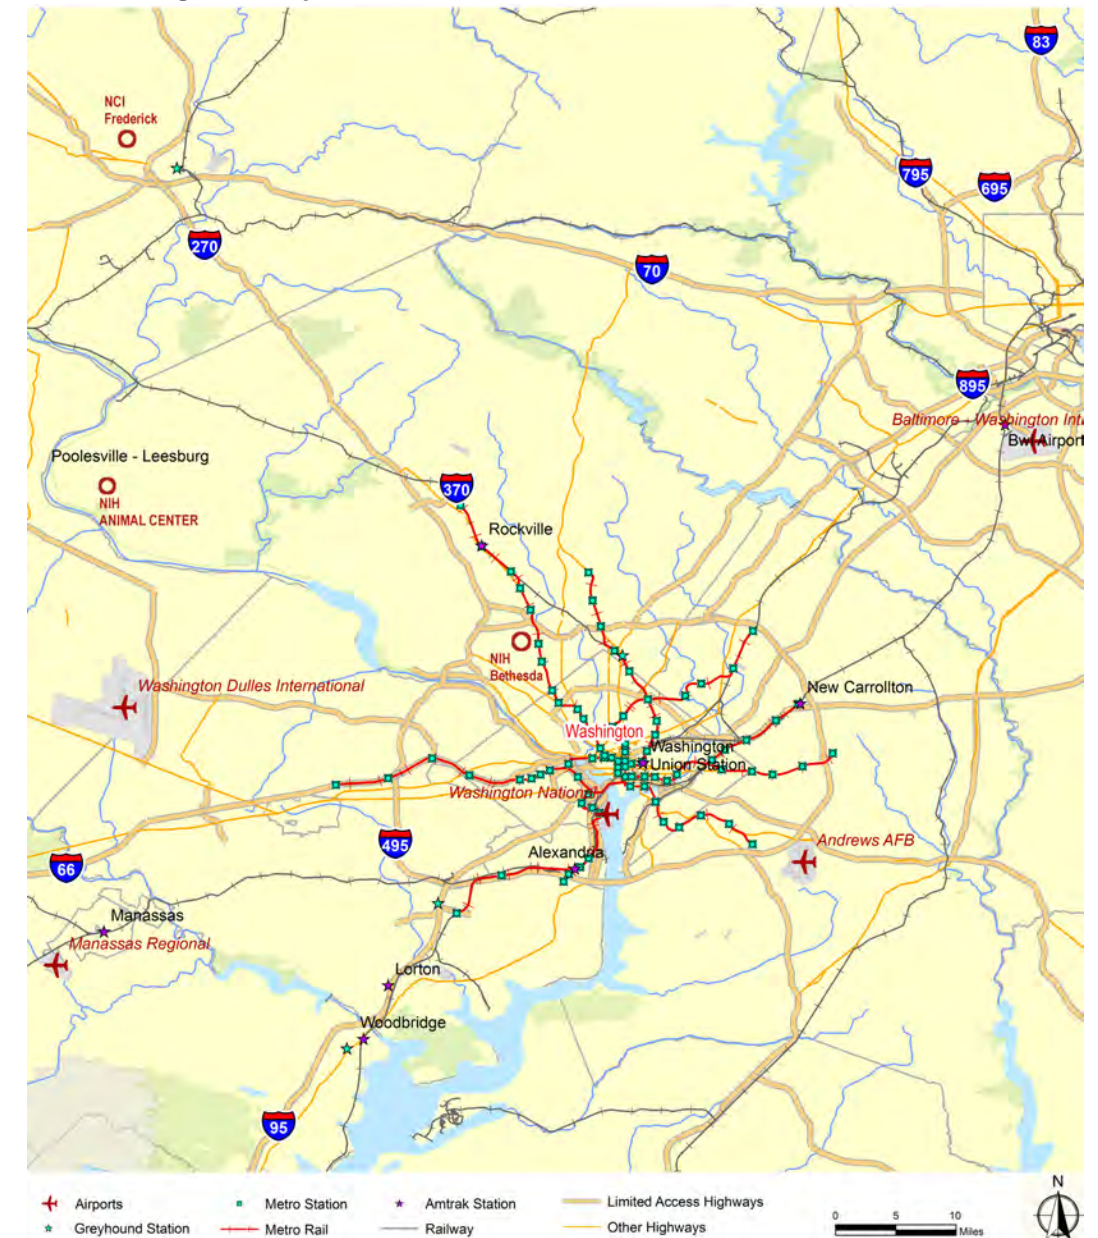 83
NCI
Frederick
795
695
270
70
895
Baltimore - Washington Int
BWI Airport
Poolesville - Leesburg
NIH
ANIMAL CENTER
370
Rockville
NIH
Bethesda
Washington Dulles International
New Carrollton
Washington
Washington
Union Station
Washington National
495
Andrews AFB
Alexandria
66
Manassas
Manassas Regional
Lorton
Woodbridge
95
N
Airports
Metro Station
Amtrak Station
Limited Access Highways
Greyhound Station
Metro Rail
Railway
Other Highways
0 5 10
Miles